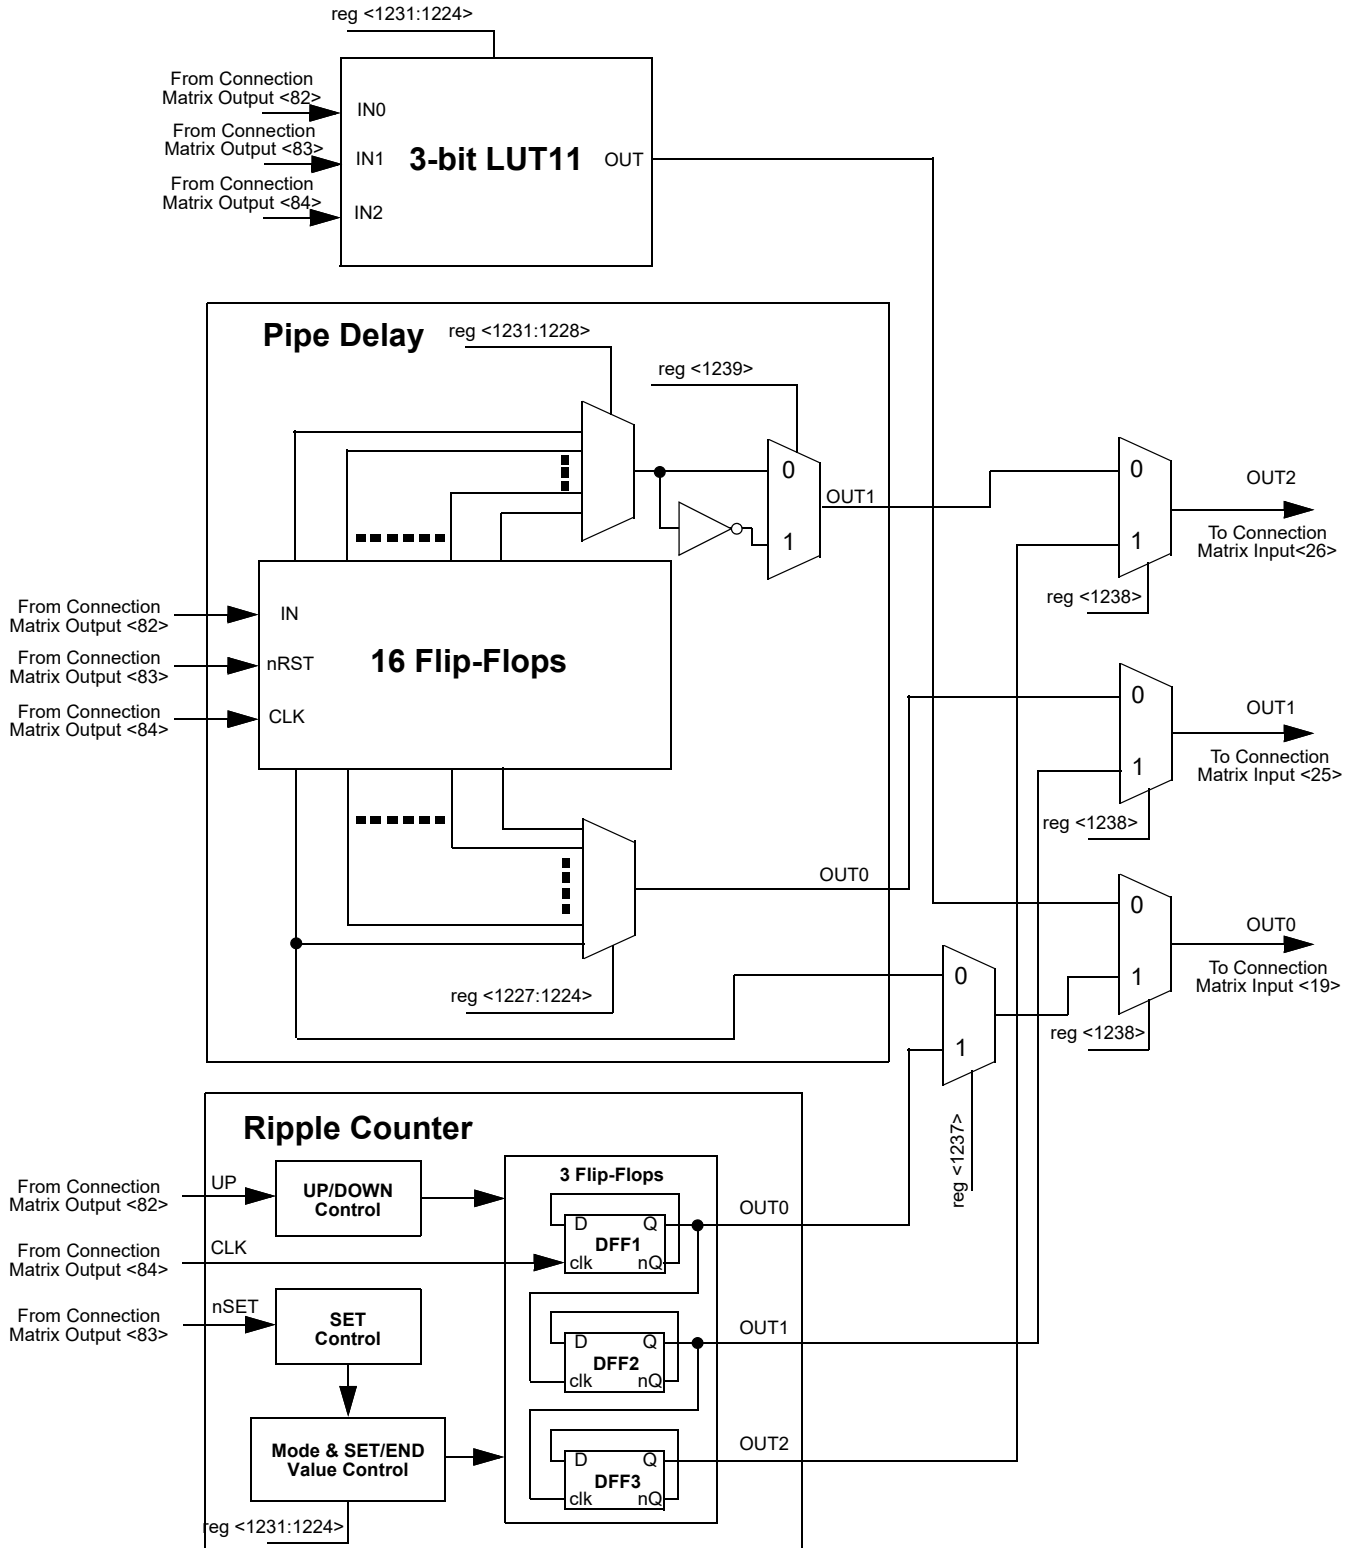 reg <1231:1224>
From Connection
Matrix Output <82>
IN0
From Connection
Matrix Output <83>
IN1
3-bit LUT11
OUT
From Connection
Matrix Output <84>
IN2
Pipe Delay
reg <1231:1228>
reg <1239>
0
1
OUT1
0
1
OUT2
To Connection
Matrix Input<26>
reg <1238>
From Connection
Matrix Output <82>
IN
From Connection
Matrix Output <83>
nRST
16 Flip-Flops
From Connection
Matrix Output <84>
CLK
0
1
OUT1
To Connection
Matrix Input <25>
reg <1238>
OUT0
reg <1227:1224>
0
1
OUT0
To Connection
Matrix Input <19>
reg <1238>
0
1
reg <1237>
Ripple Counter
From Connection
Matrix Output <82>
UP
UP/DOWN
Control
3 Flip-Flops
D
Q
DFF1
clk
nQ
OUT0
From Connection
Matrix Output <84>
CLK
From Connection
Matrix Output <83>
nSET
SET
Control
D
Q
DFF2
clk
nQ
OUT1
Mode & SET/END
Value Control
D
Q
DFF3
clk
nQ
OUT2
reg <1231:1224>